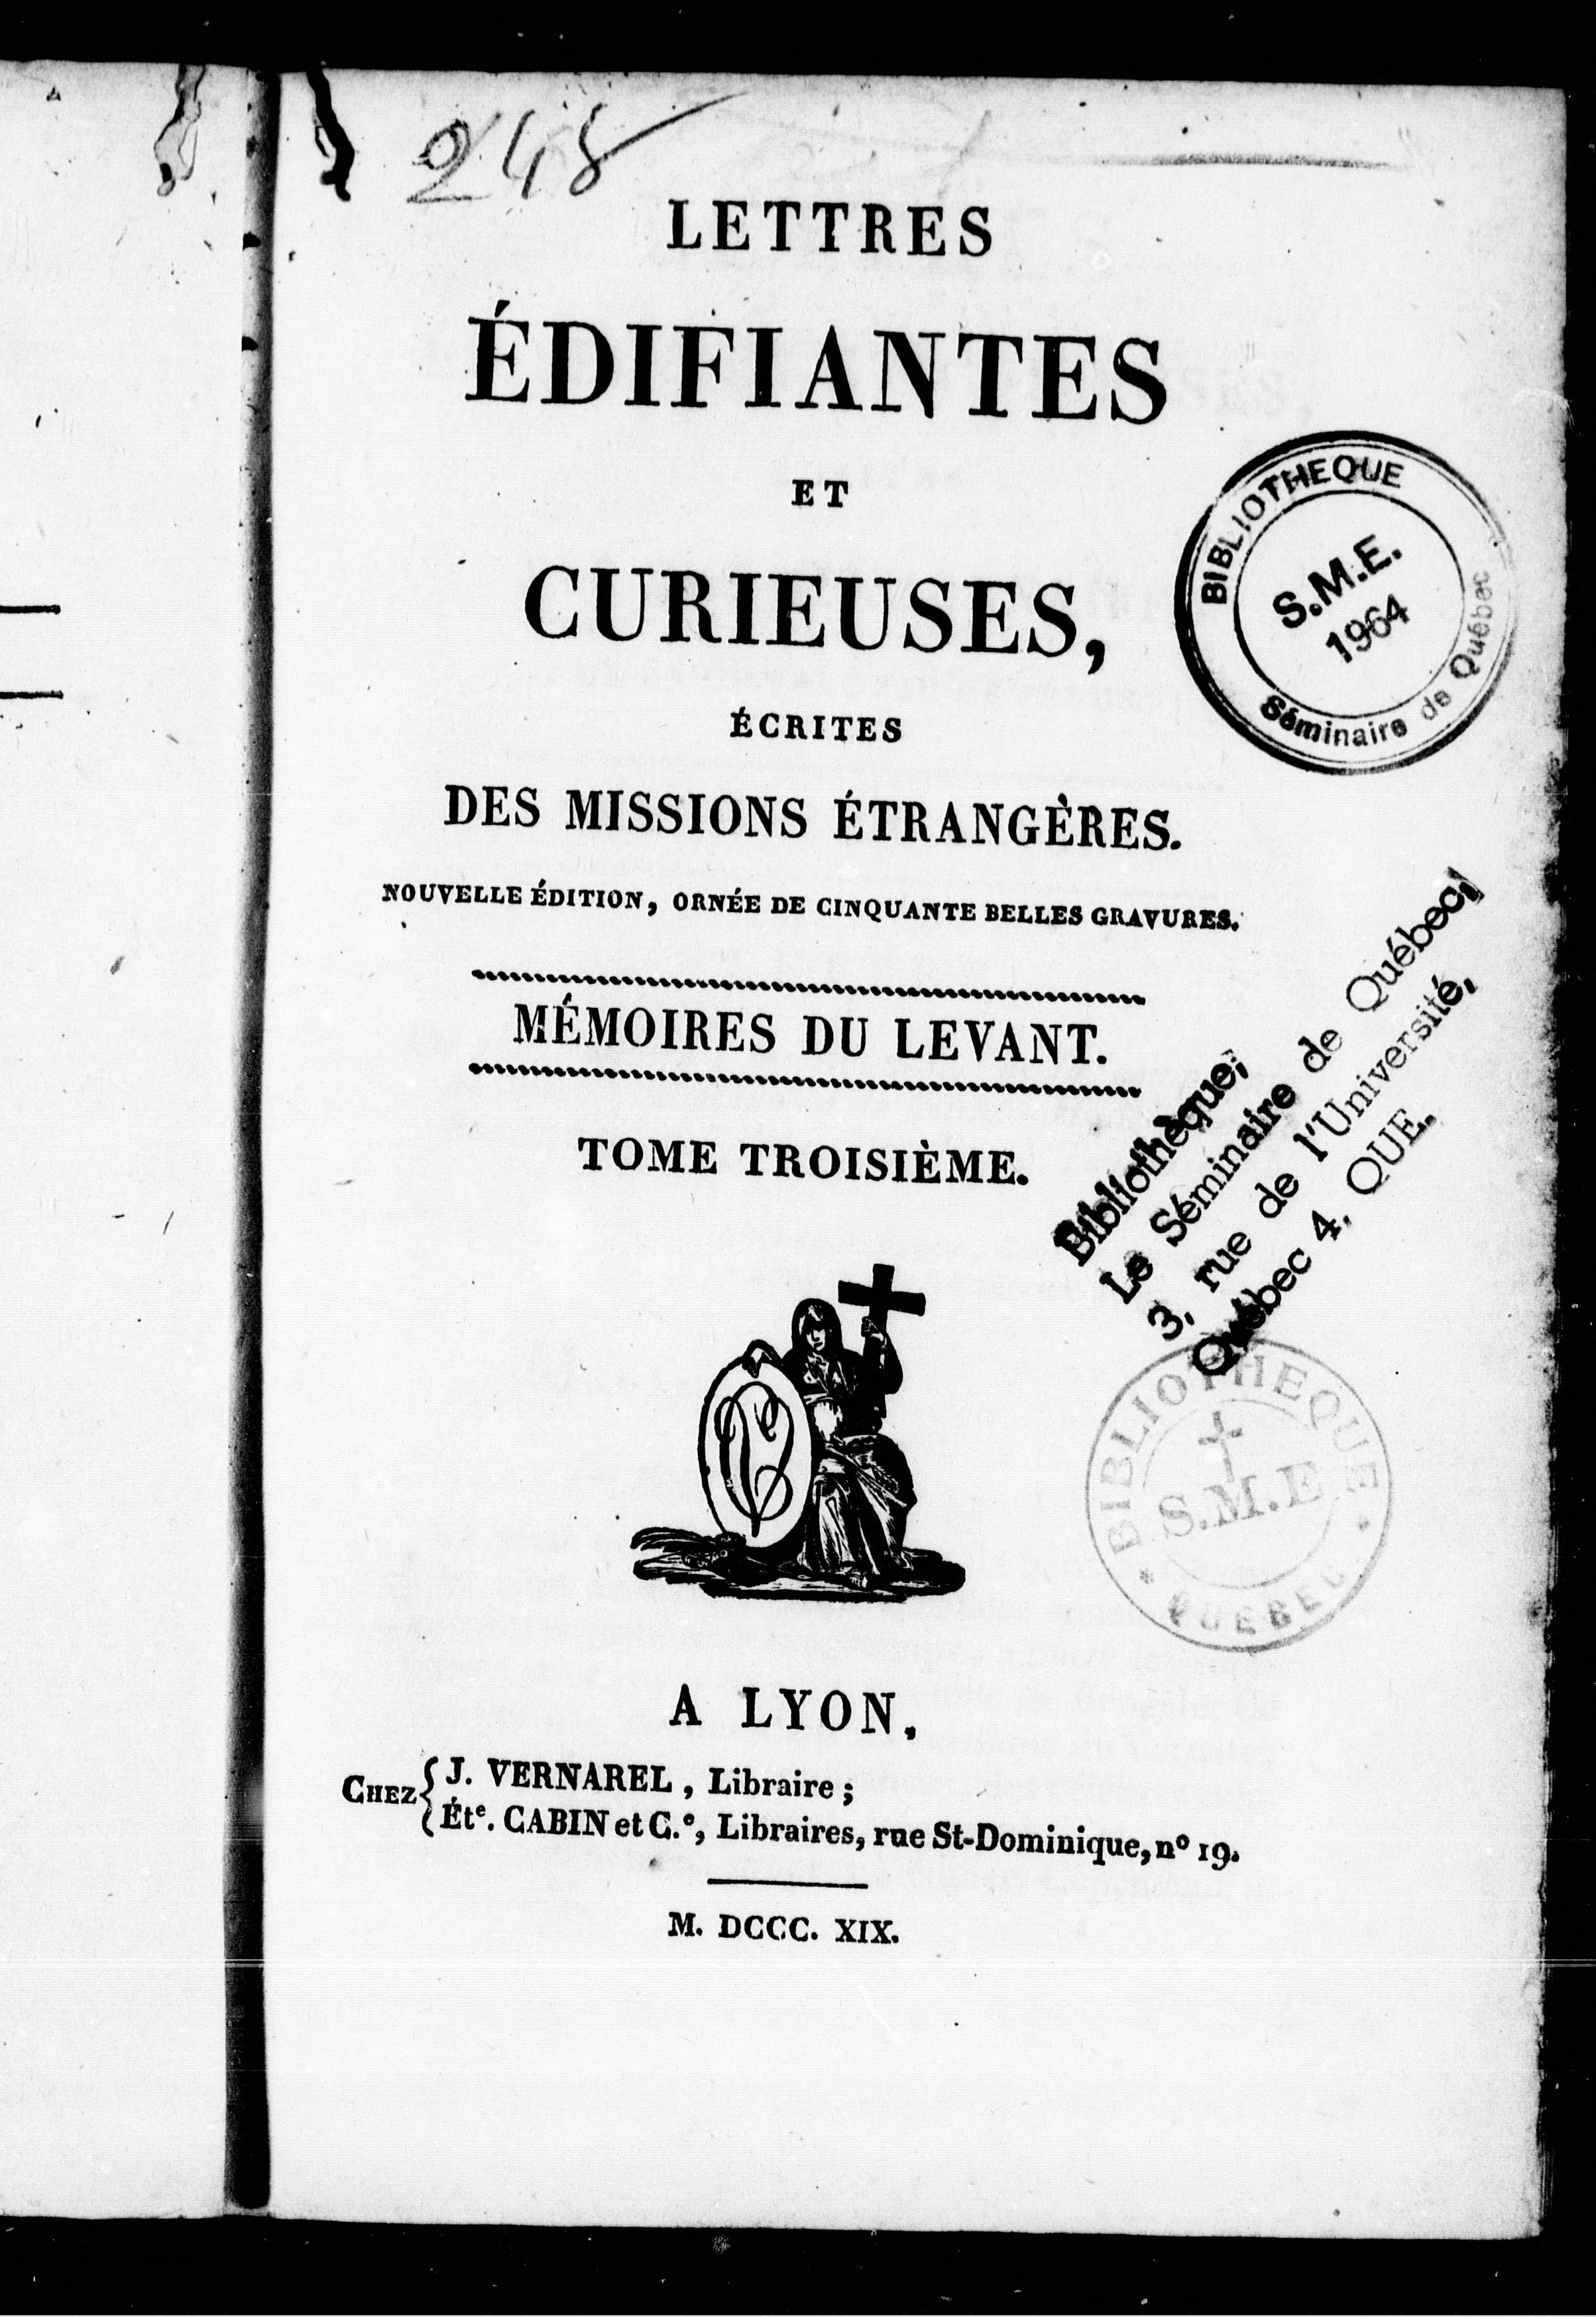 248
LETTRES
ÉDIFIANTES
ET
CURIEUSES,
ÉCRITES
DES MISSIONS ÉTRANGÈRES.
NOUVELLE ÉDITION, ORNÉE DE CINQUANTE BELLES GRAVURES.
MÉMOIRES DU LEVANT.
TOME TROISIÈME.
A LYON,
CHEZ
J. VERNAREL, Libraire;
Éte. CABIN et C.e, Libraires, rue St-Dominique, nº 19.
M. DCCC. XIX.
BIBLIOTHEQUE
S.M.E.
1964
Séminaire de Québec
Bibliothèque,
Le Séminaire de Québec,
3, rue de l'Université,
Québec 4, QUE.
BIBLIOTHEQUE
S.M.E
* QUEBEC *